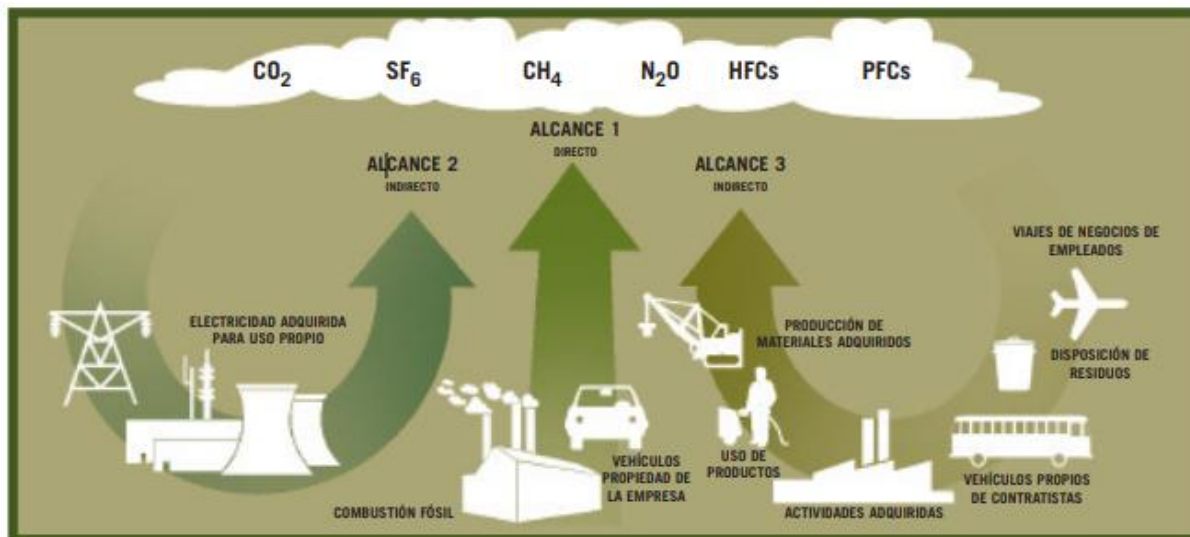 CO₂ SF₆ CH₄ N₂O HFCs PFCs
ALCANCE 1
DIRECTO
ALCANCE 2
INDIRECTO
ALCANCE 3
INDIRECTO
ELECTRICIDAD ADQUIRIDA
PARA USO PROPIO
COMBUSTIÓN FÓSIL
VEHÍCULOS
PROPIEDAD DE
LA EMPRESA
PRODUCCIÓN DE
MATERIALES ADQUIRIDOS
USO DE
PRODUCTOS
ACTIVIDADES ADQUIRIDAS
VIAJES DE NEGOCIOS DE
EMPLEADOS
DISPOSICIÓN DE
RESIDUOS
VEHÍCULOS PROPIOS
DE CONTRATISTAS